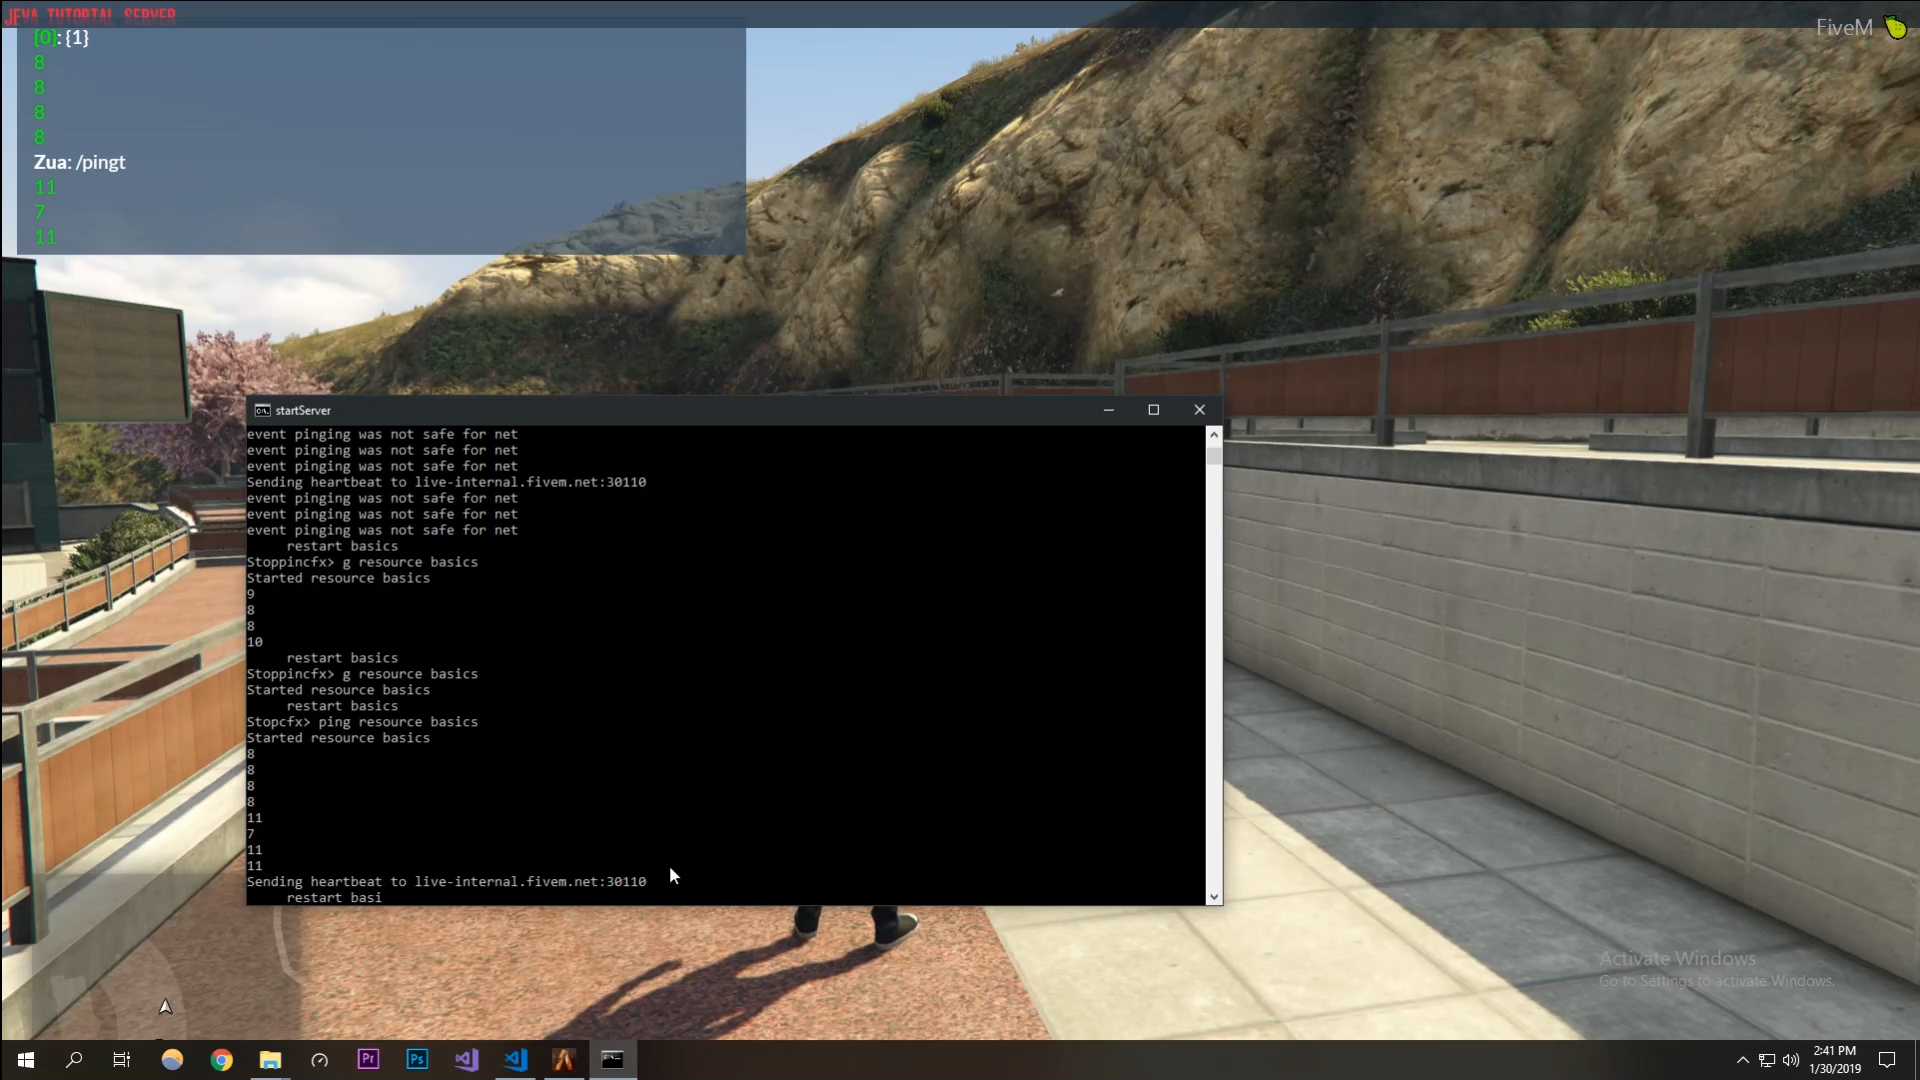 JEVA TUTORIAL SERVER
FiveM
{0}: {1}
8
8
8
8
Zua: /pingt
11
7
11
startServer
event pinging was not safe for net
event pinging was not safe for net
event pinging was not safe for net
Sending heartbeat to live-internal.fivem.net:30110
event pinging was not safe for net
event pinging was not safe for net
event pinging was not safe for net
restart basics
Stoppincfx> g resource basics
Started resource basics
9
8
8
10
restart basics
Stoppincfx> g resource basics
Started resource basics
restart basics
Stopcfx> ping resource basics
Started resource basics
8
8
8
8
11
7
11
11
Sending heartbeat to live-internal.fivem.net:30110
restart basi
Activate Windows
Go to Settings to activate Windows.
Pr
Ps
2:41 PM
1/30/2019